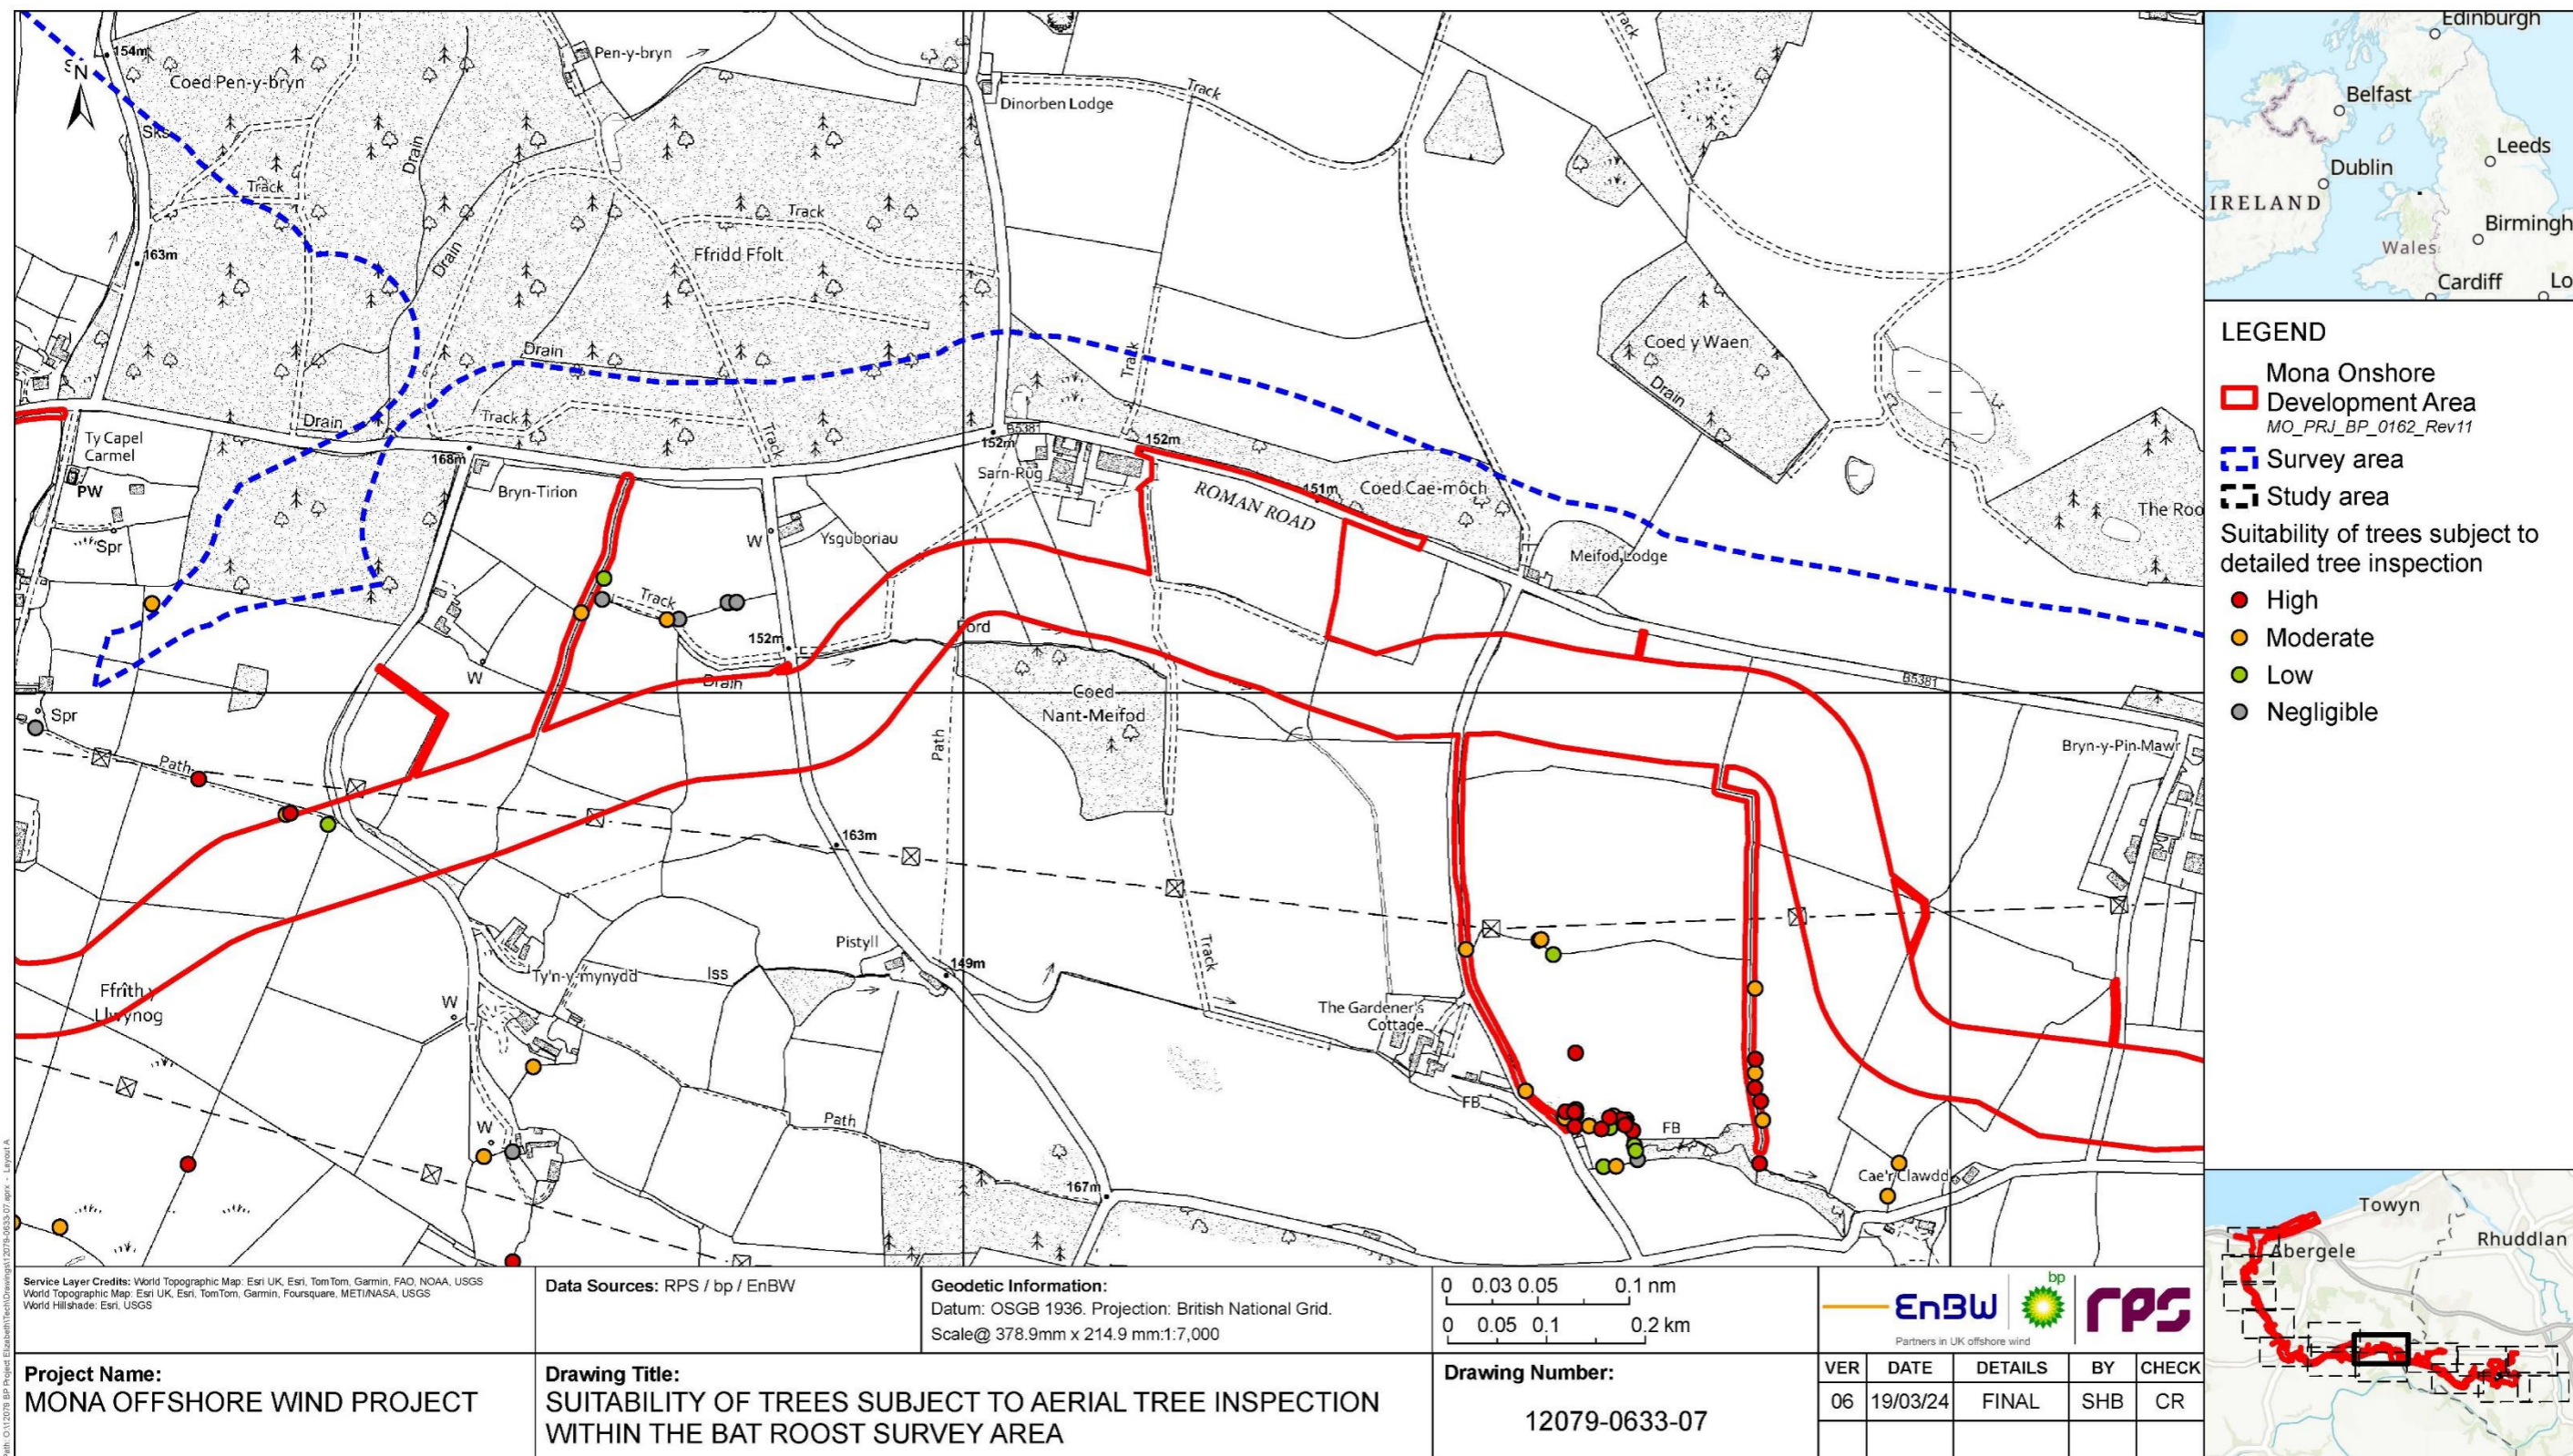 154m
N
Coed Pen-y-bryn
Pen-y-bryn
Dinorben Lodge
Track
Sks
Drain
Track
Track
Drain
Ffridd Ffolt
163m
Track
Coed y Waen
Drain
Drain
Drain
Track
Track
Ty Capel
Carmel
168m
PW
Bryn-Tirion
Spr
152m
B5381
Sarn-Rûg
152m
ROMAN ROAD
151m
Coed Cae-môch
Meifod Lodge
W
Ysguboriau
Track
152m
Ford
W
Drain
Coed
Nant-Meifod
B5381
Bryn-y-Pin-Mawr
Spr
Path
Path
163m
Pistyll
149m
Track
Ty'n-y-mynydd
Iss
Ffrîth y
Llwynog
W
The Gardener's
Cottage
FB
FB
W
Path
167m
Cae'r Clawdd
Edinburgh
Belfast
Leeds
Dublin
IRELAND
Birmingh
Wales
Cardiff
Lo
LEGEND
Mona Onshore
Development Area
MO_PRJ_BP_0162_Rev11
Survey area
Study area
Suitability of trees subject to
detailed tree inspection
High
Moderate
Low
Negligible
Towyn
Abergele
Rhuddlan
Service Layer Credits: World Topographic Map: Esri UK, Esri, TomTom, Garmin, FAO, NOAA, USGS
World Topographic Map: Esri UK, Esri, TomTom, Garmin, Foursquare, METI/NASA, USGS
World Hillshade: Esri, USGS
Data Sources: RPS / bp / EnBW
Geodetic Information:
Datum: OSGB 1936. Projection: British National Grid.
Scale@ 378.9mm x 214.9 mm:1:7,000
0 0.03 0.05 0.1 nm
0 0.05 0.1 0.2 km
EnBW
bp
rps
Partners in UK offshore wind
Project Name:
MONA OFFSHORE WIND PROJECT
Drawing Title:
SUITABILITY OF TREES SUBJECT TO AERIAL TREE INSPECTION
WITHIN THE BAT ROOST SURVEY AREA
Drawing Number:
12079-0633-07
VER DATE DETAILS BY CHECK
06 19/03/24 FINAL SHB CR